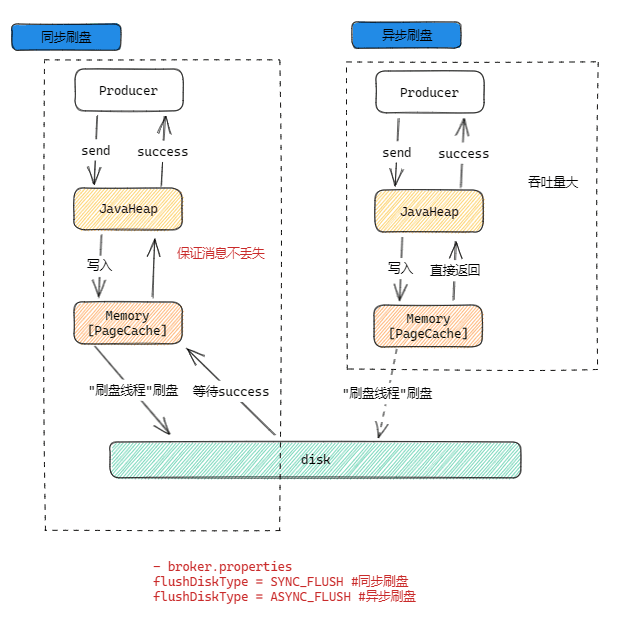 同步刷盘
Producer
send
success
JavaHeap
写入
保证消息不丢失
Memory
[PageCache]
"刷盘线程"刷盘
等待success
异步刷盘
Producer
send
success
吞吐量大
JavaHeap
写入
直接返回
Memory
[PageCache]
"刷盘线程"刷盘
disk
- broker.properties
flushDiskType = SYNC_FLUSH #同步刷盘
flushDiskType = ASYNC_FLUSH #异步刷盘